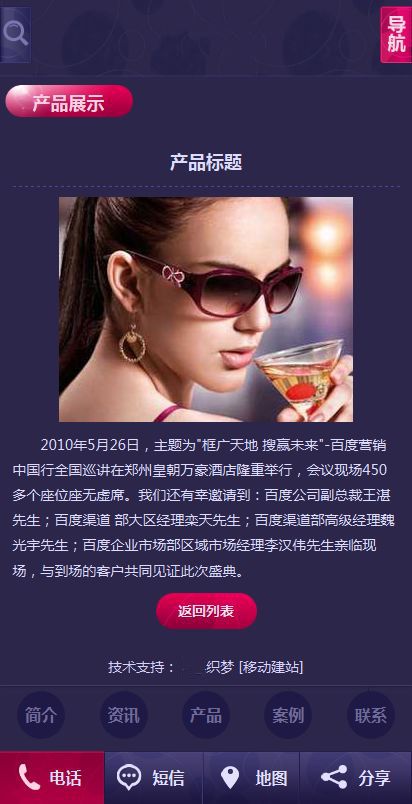 导航
产品展示
产品标题
2010年5月26日，主题为"框广天地 搜赢未来"-百度营销
中国行全国巡讲在郑州皇朝万豪酒店隆重举行，会议现场450
多个座位座无虚席。我们还有幸邀请到：百度公司副总裁王湛
先生；百度渠道 部大区经理栾天先生；百度渠道部高级经理魏
光宇先生；百度企业市场部区域市场经理李汉伟先生亲临现
场，与到场的客户共同见证此次盛典。
返回列表
技术支持： 织梦 [移动建站]
简介 资讯 产品 案例 联系
电话 短信 地图 分享